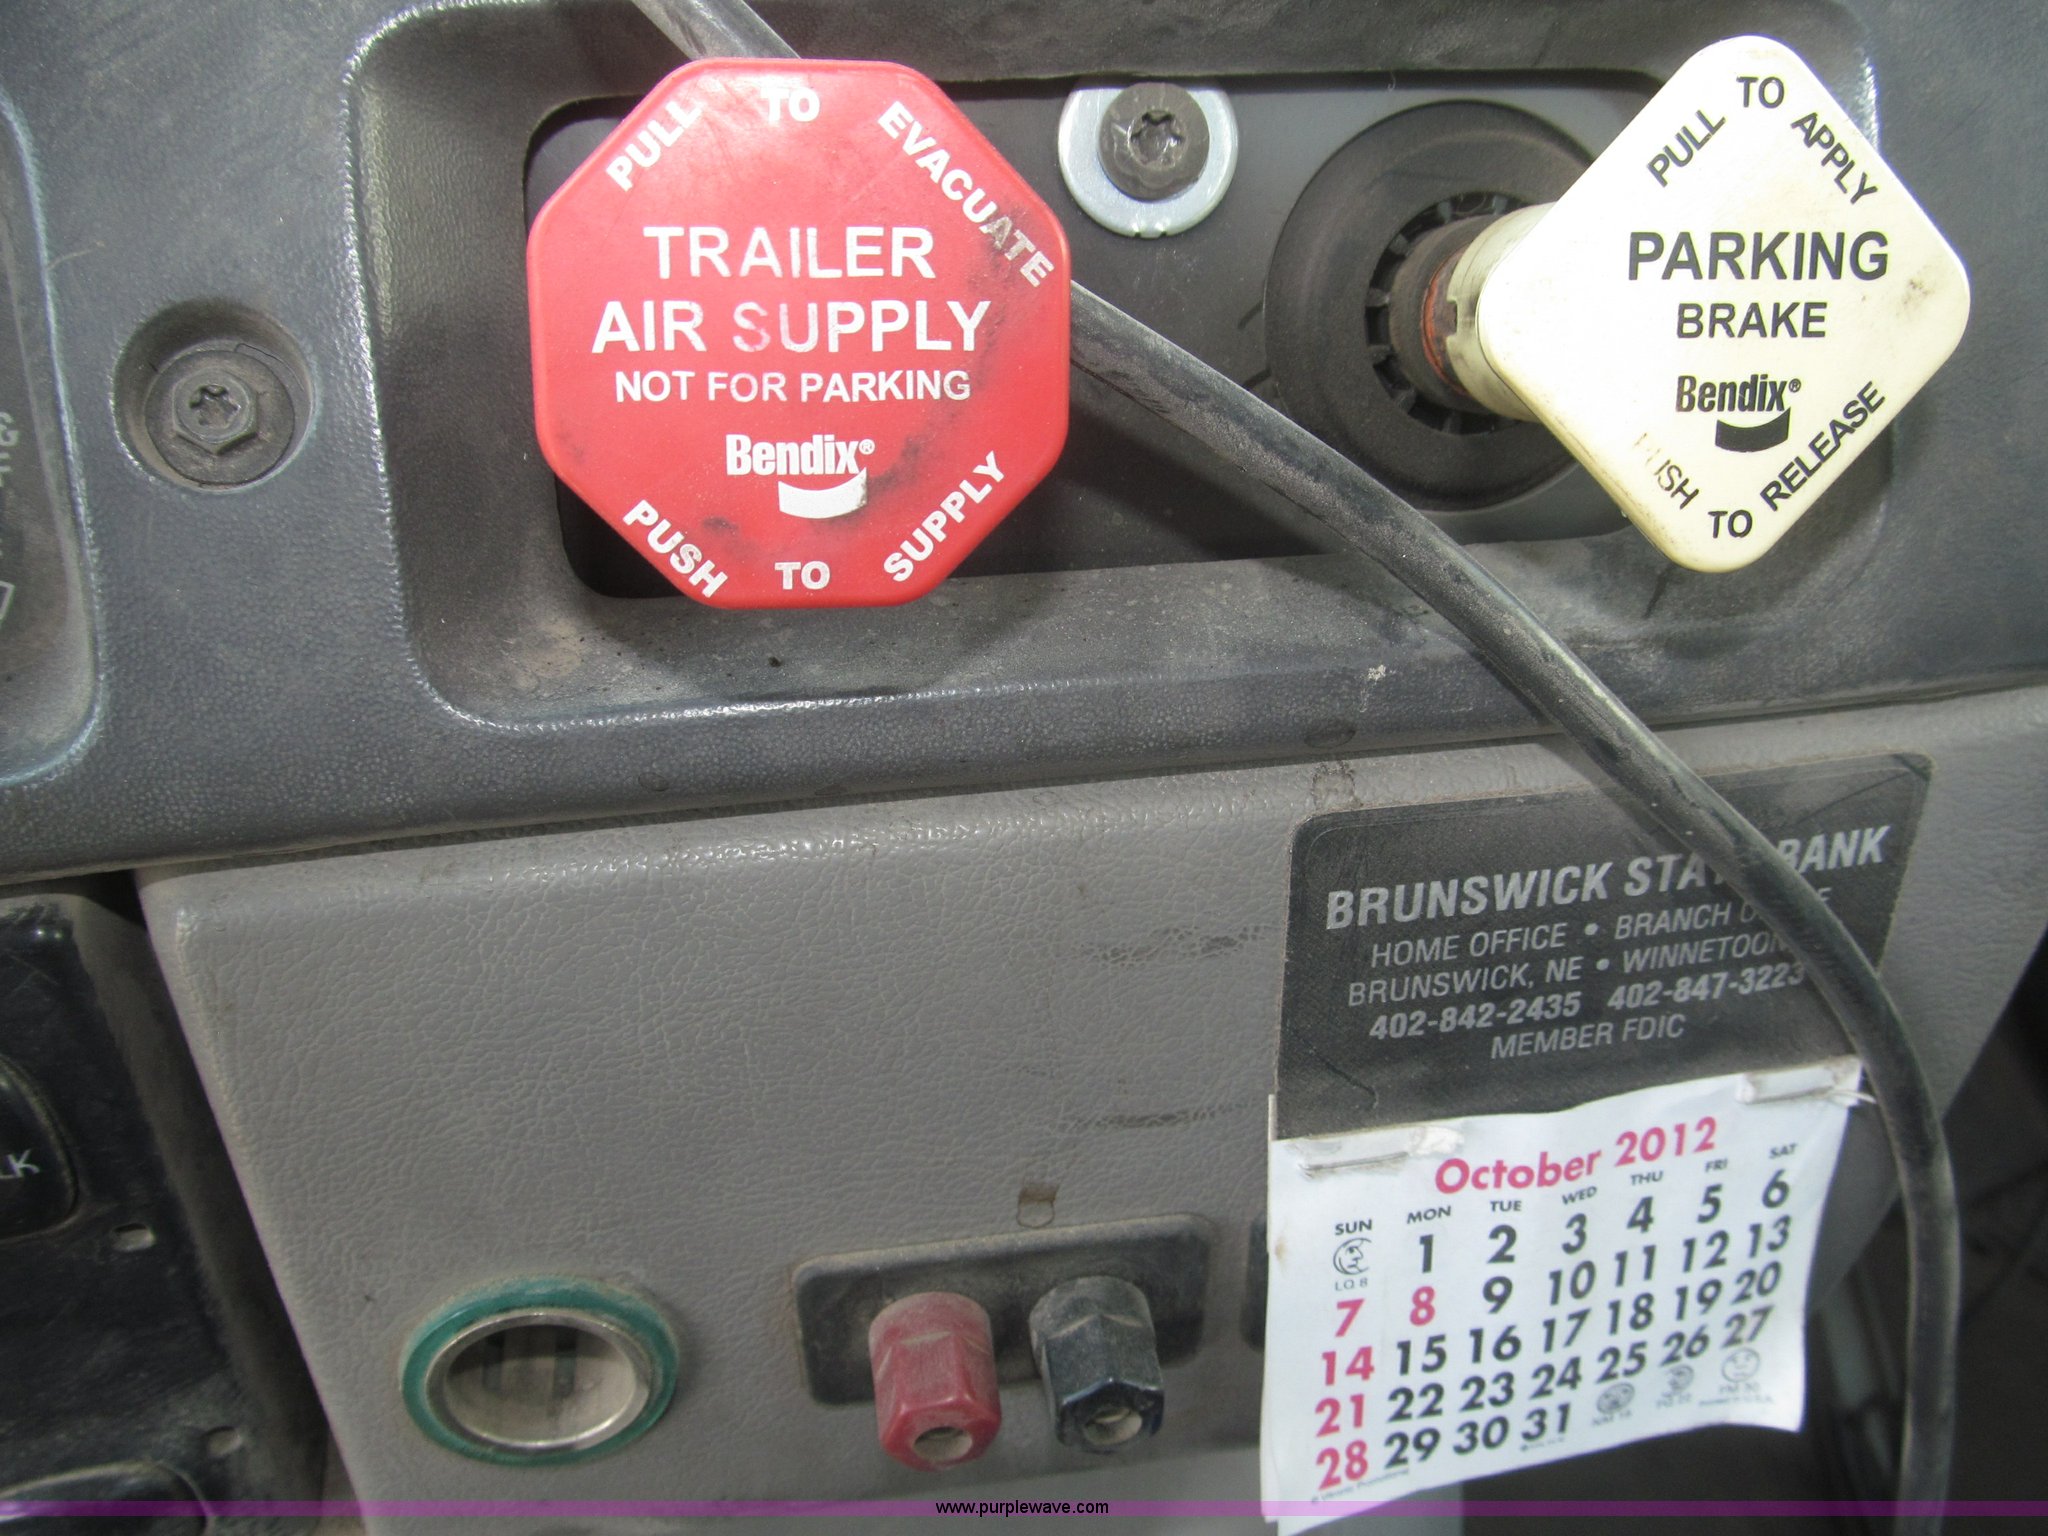 PULL TO EVACUATE
TRAILER
AIR SUPPLY
NOT FOR PARKING
Bendix®
PUSH TO SUPPLY
PULL TO APPLY
PARKING
BRAKE
Bendix®
TO RELEASE
BRUNSWICK BANK
HOME OFFICE • BRANCH
BRUNSWICK, NE •
402-842-2435 402-847-3223
MEMBER FDIC
October 2012
SUN MON TUE WED THU FRI SAT
LQ 8 1 2 3 4 5 6
7 8 9 10 11 12 13
14 15 16 17 18 19 20
21 22 23 24 25 26 27
28 29 30 31
LK
www.purplewave.com